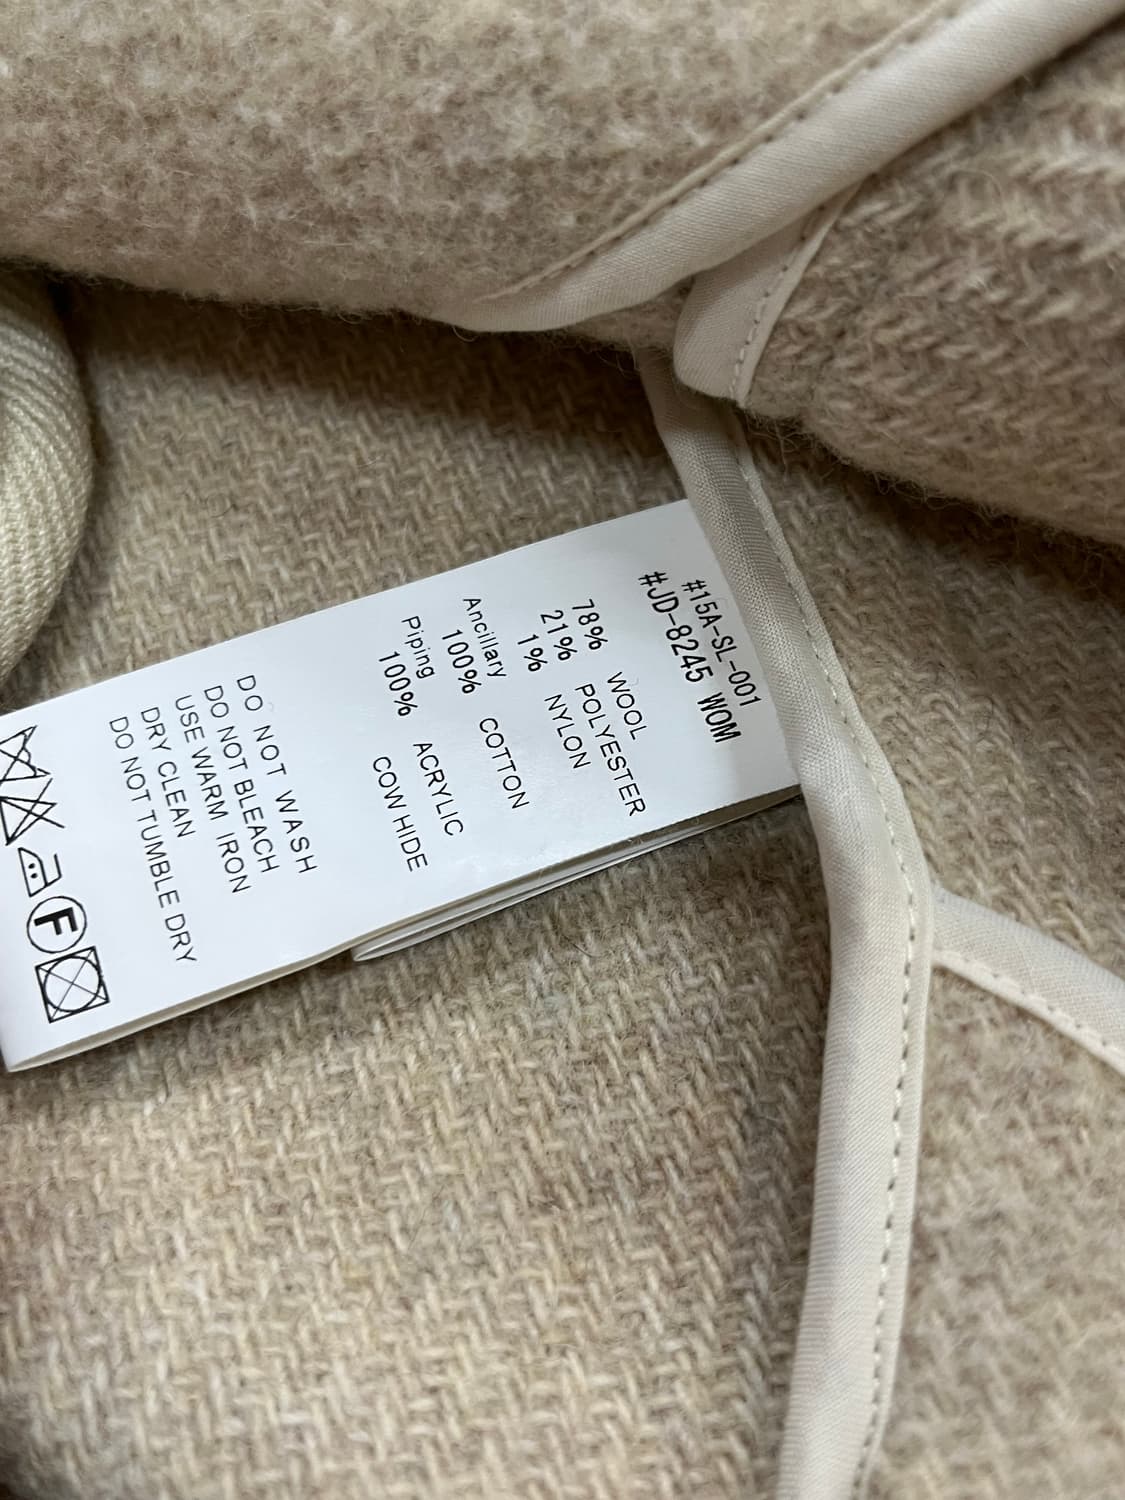 #15A-SL-001
#JD-8245 WOM
78% WOOL
21% POLYESTER
1% NYLON
Ancillary
100% COTTON
Piping
100% ACRYLIC
COW HIDE
DO NOT WASH
DO NOT BLEACH
USE WARM IRON
DRY CLEAN
DO NOT TUMBLE DRY
F